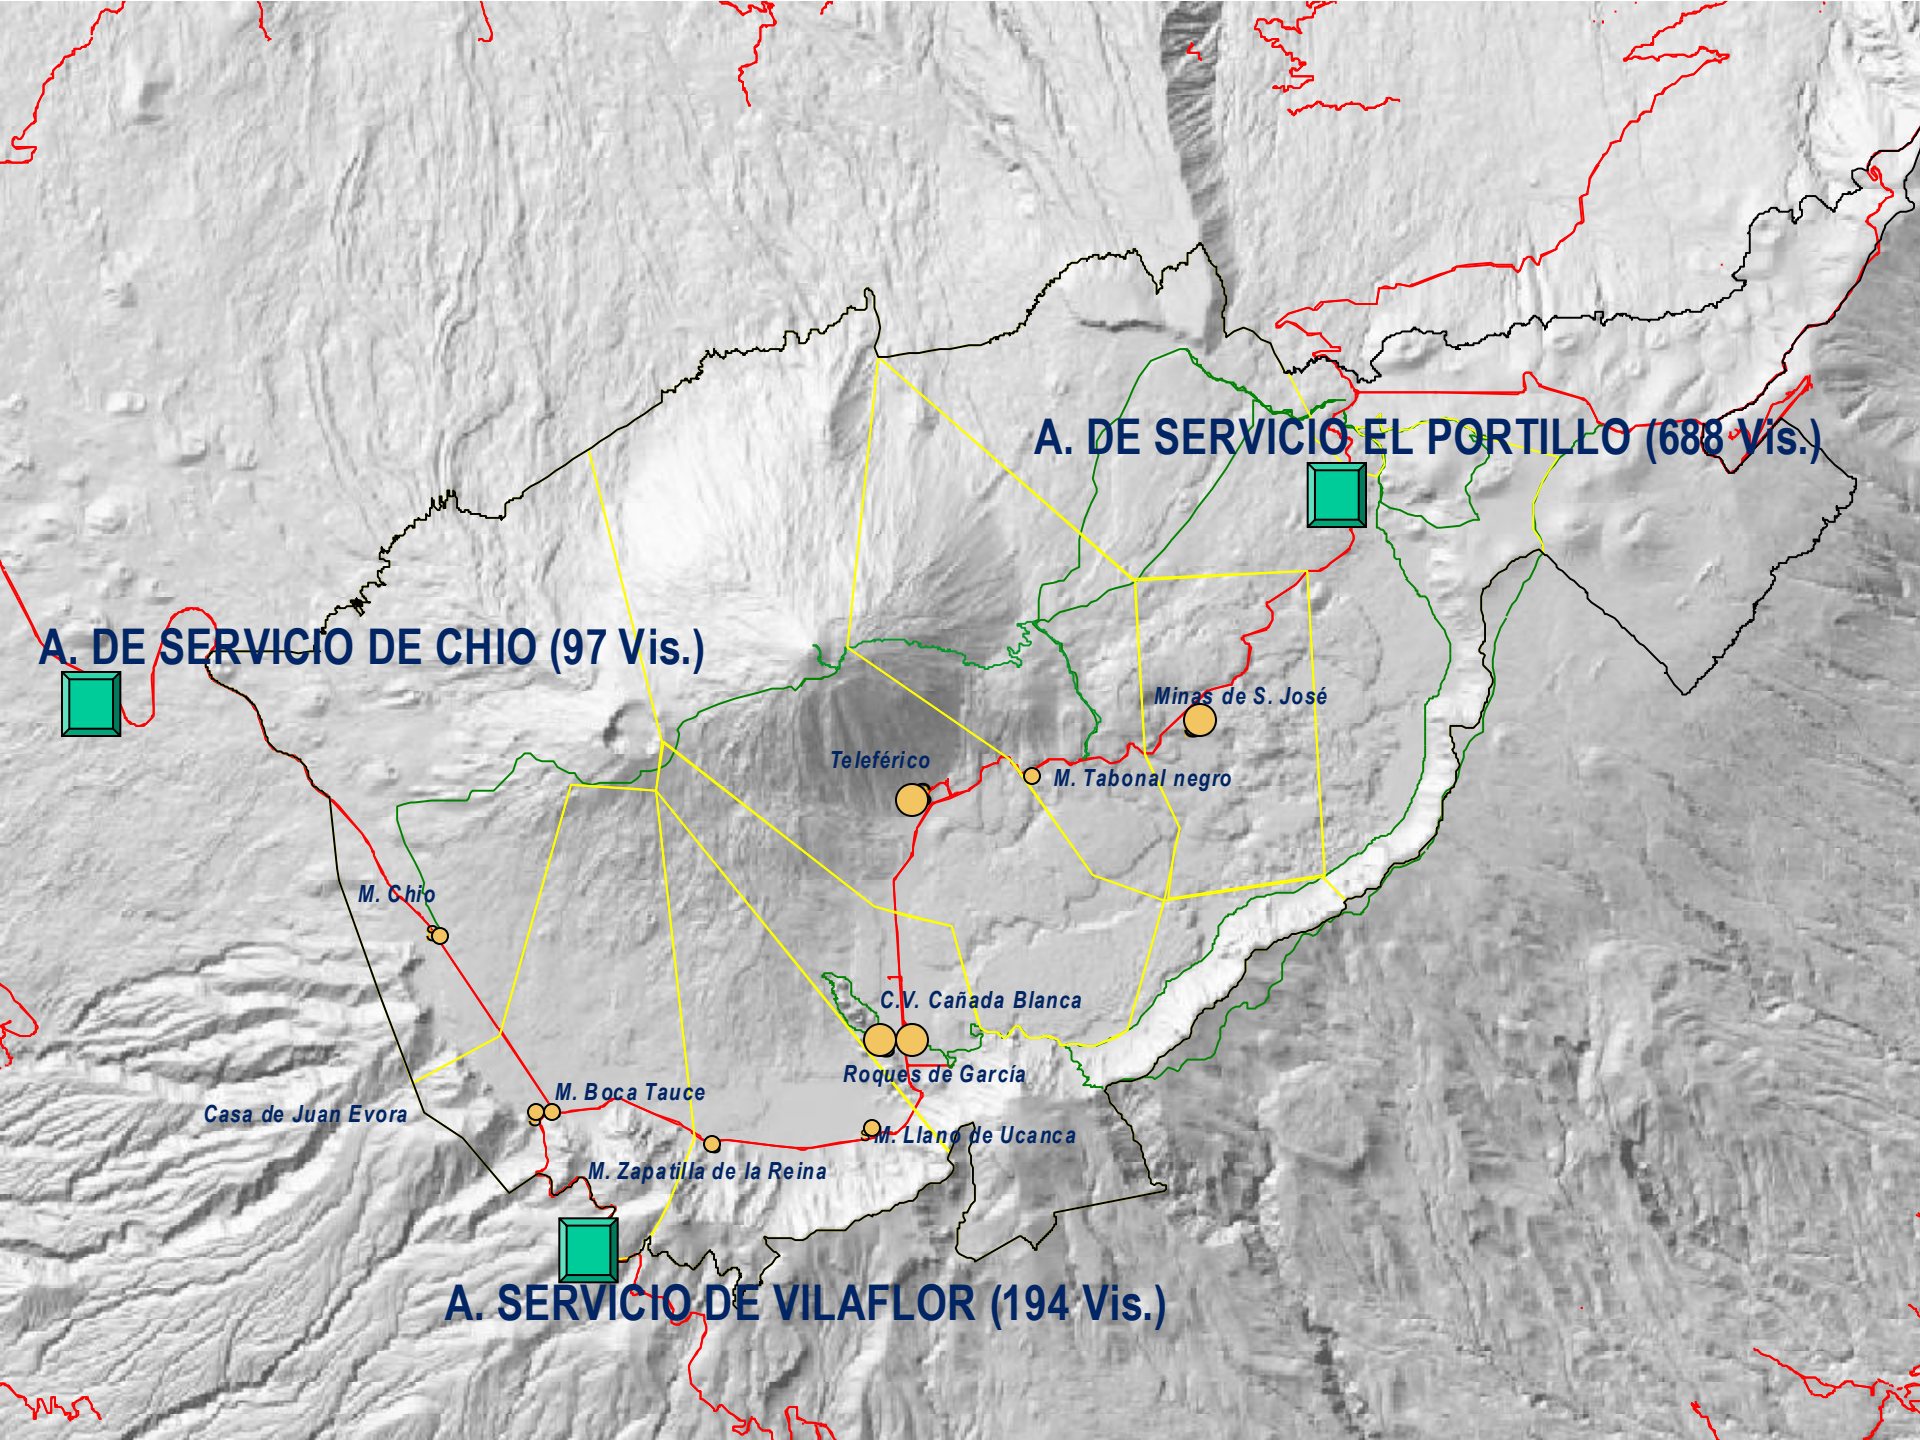 A. DE SERVICIO EL PORTILLO (688 Vis.)
A. DE SERVICIO DE CHIO (97 Vis.)
Minas de S. José
Teleférico
M. Tabonal negro
M. Chio
C.V. Cañada Blanca
Roques de García
M. Boca Tauce
Casa de Juan Evora
M. Llano de Ucanca
M. Zapatilla de la Reina
A. SERVICIO DE VILAFLOR (194 Vis.)